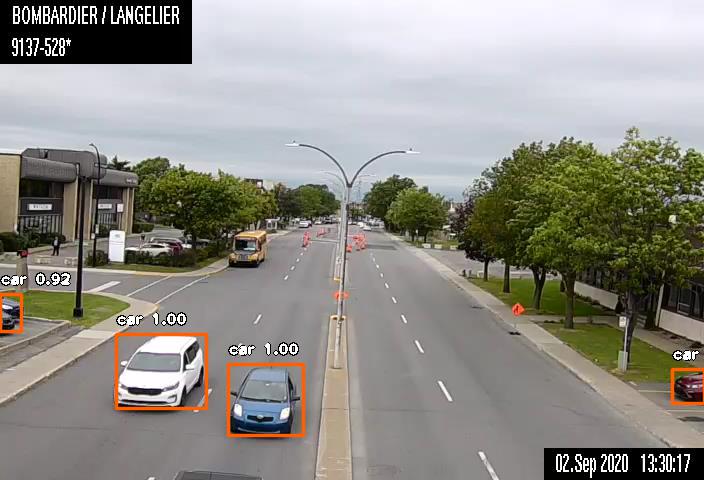 BOMBARDIER / LANGELIER
9137-528*
car 0.92
car 1.00
car 1.00
car
02.Sep 2020 13:30:17